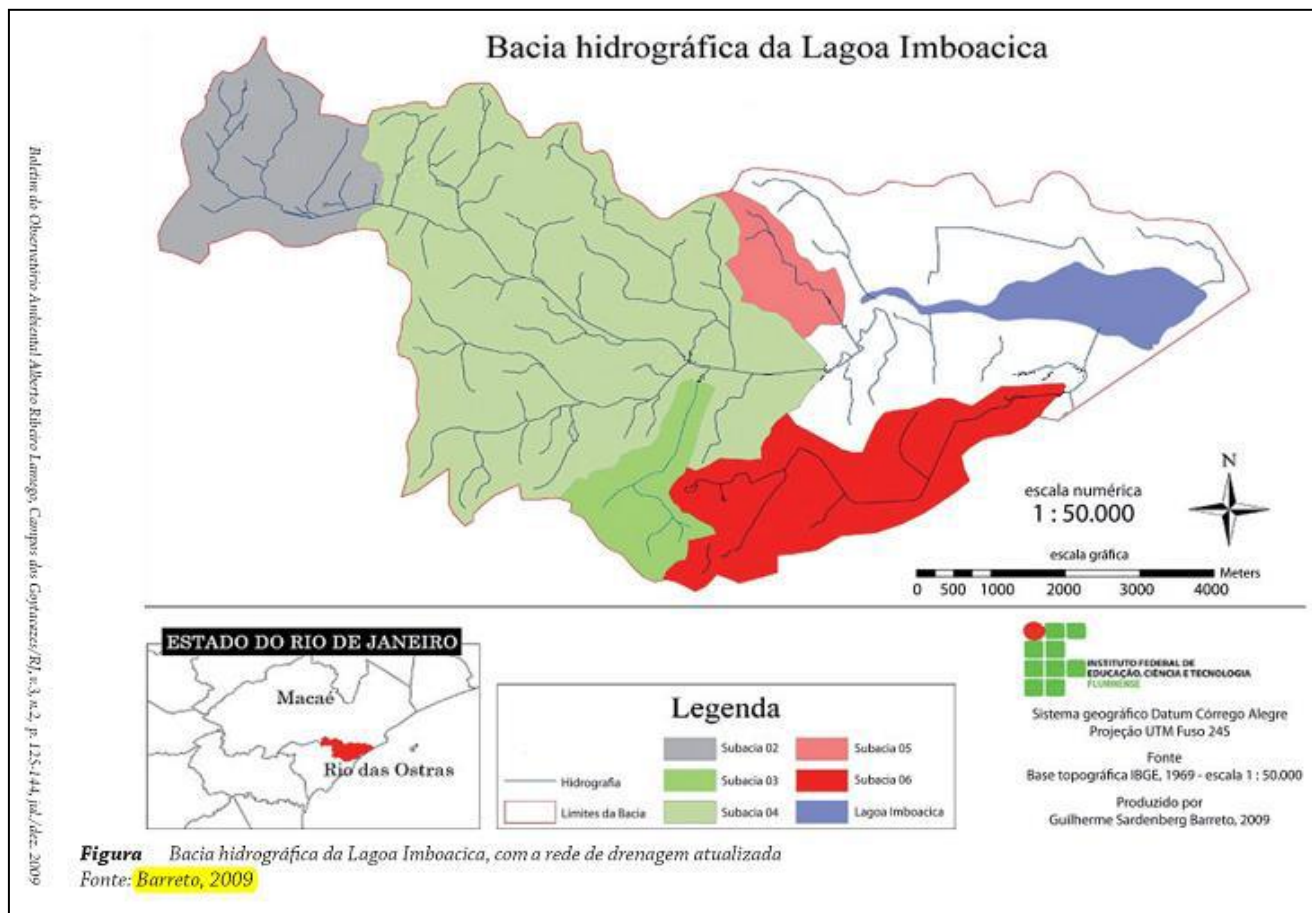 Bacia hidrográfica da Lagoa Imboacica
Boletim do Observatório Ambiental Alberto Ribeiro Lamego, Campos dos Goytacazes/RJ, v.3, n.2, p. 125-144, jul./dez. 2009
N
escala numérica
1 : 50.000
escala gráfica
Meters
0 500 1000 2000 3000 4000
ESTADO DO RIO DE JANEIRO
Macaé
Rio das Ostras
Legenda
Hidrografia
Limites da Bacia
Subacia 02
Subacia 03
Subacia 04
Subacia 05
Subacia 06
Lagoa Imboacica
INSTITUTO FEDERAL DE
EDUCAÇÃO, CIÊNCIA E TECNOLOGIA
FLUMINENSE
Sistema geográfico Datum Córrego Alegre
Projeção UTM Fuso 24S
Fonte
Base topográfica IBGE, 1969 - escala 1 : 50.000
Produzido por
Guilherme Sardenberg Barreto, 2009
Figura Bacia hidrográfica da Lagoa Imboacica, com a rede de drenagem atualizada
Fonte: Barreto, 2009